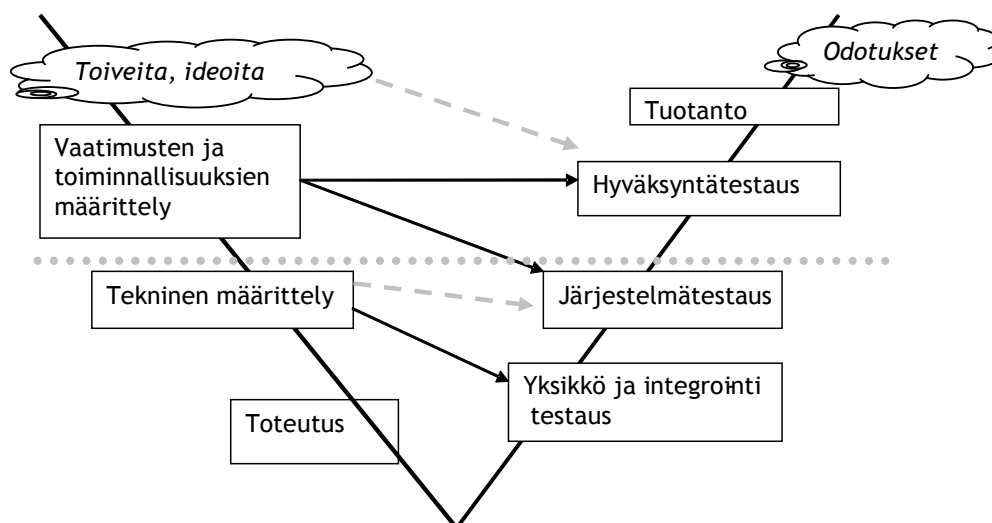 Toiveita, ideoita
Odotukset
Tuotanto
Vaatimusten ja
toiminnallisuuksien
määrittely
Hyväksyntätestaus
Tekninen määrittely
Järjestelmätestaus
Yksikkö ja integrointi
testaus
Toteutus